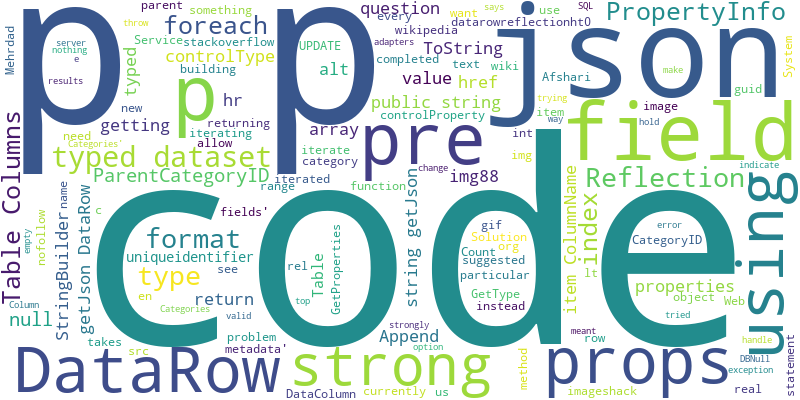 parent
something
question
json
PropertyInfo
Mehrdad
typed
throw
says
every
wikipedia
datarowreflectionht0
SQL
foreach
Service
stackoverflow
want
use
controlType
UPDATE
adapters
ToString
server
nothing
e
p p
completed
text
wiki
building
alt
value
href
Afshari
System
results
p
hr
public string
trying
make
guid
new
returning
controlProperty
item
image
getting
iterating
array
int
way
hold
need
allow
pre
field
Categories'
iterate
img
typed dataset
category
change
indicate
Table Columns
ParentCategoryID
iterated
img88
Reflection
range
function
using
name
fields'
c
code
gif
error
format
Solution
org
CategoryID
nofollow
StringBuilder
getJson DataRow
uniqueidentifier
rel
Table
GetProperties
string getJson
Count
suggested
particular
item ColumnName
index
lt
empty
type
see
GetType
properties
Column
en
Categories
top
instead
object
Web
null
return
valid
strongly
Append
problem
tried
takes
metadata'
meant
row
handle
src
option
method
DBNull
exception
statement
DataRow
strong
props
currently
us
DataColumn
imageshack
real